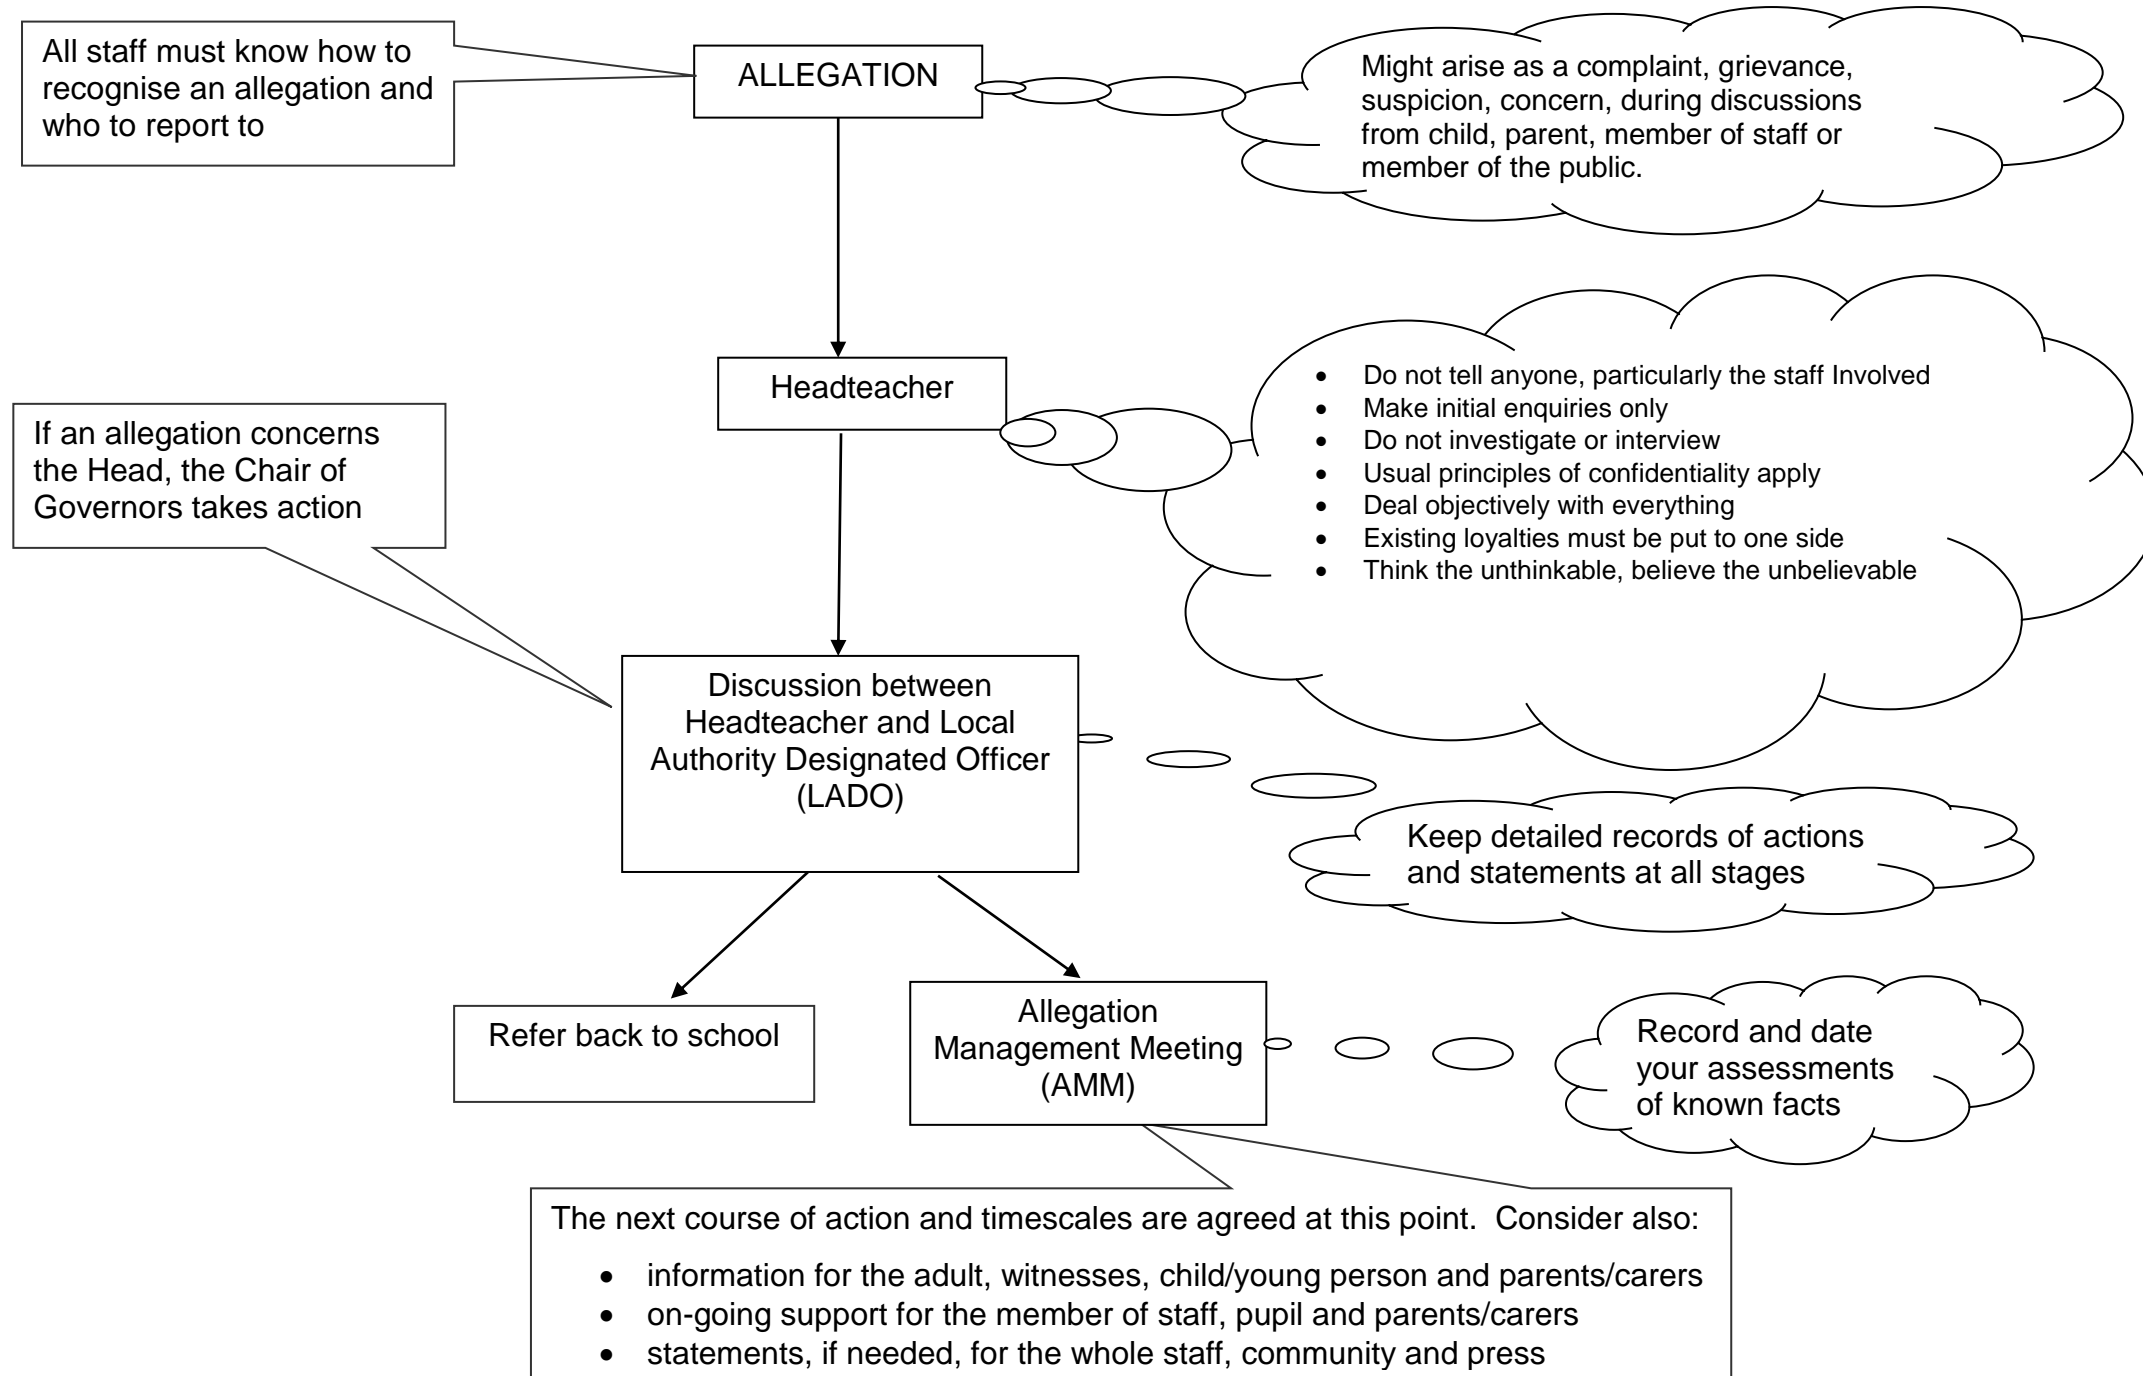 All staff must know how to
recognise an allegation and
who to report to
ALLEGATION
Might arise as a complaint, grievance,
suspicion, concern, during discussions
from child, parent, member of staff or
member of the public.
Headteacher
• Do not tell anyone, particularly the staff Involved
• Make initial enquiries only
• Do not investigate or interview
• Usual principles of confidentiality apply
• Deal objectively with everything
• Existing loyalties must be put to one side
• Think the unthinkable, believe the unbelievable
If an allegation concerns
the Head, the Chair of
Governors takes action
Discussion between
Headteacher and Local
Authority Designated Officer
(LADO)
Keep detailed records of actions
and statements at all stages
Refer back to school
Allegation
Management Meeting
(AMM)
Record and date
your assessments
of known facts
The next course of action and timescales are agreed at this point.  Consider also:
• information for the adult, witnesses, child/young person and parents/carers
• on-going support for the member of staff, pupil and parents/carers
• statements, if needed, for the whole staff, community and press